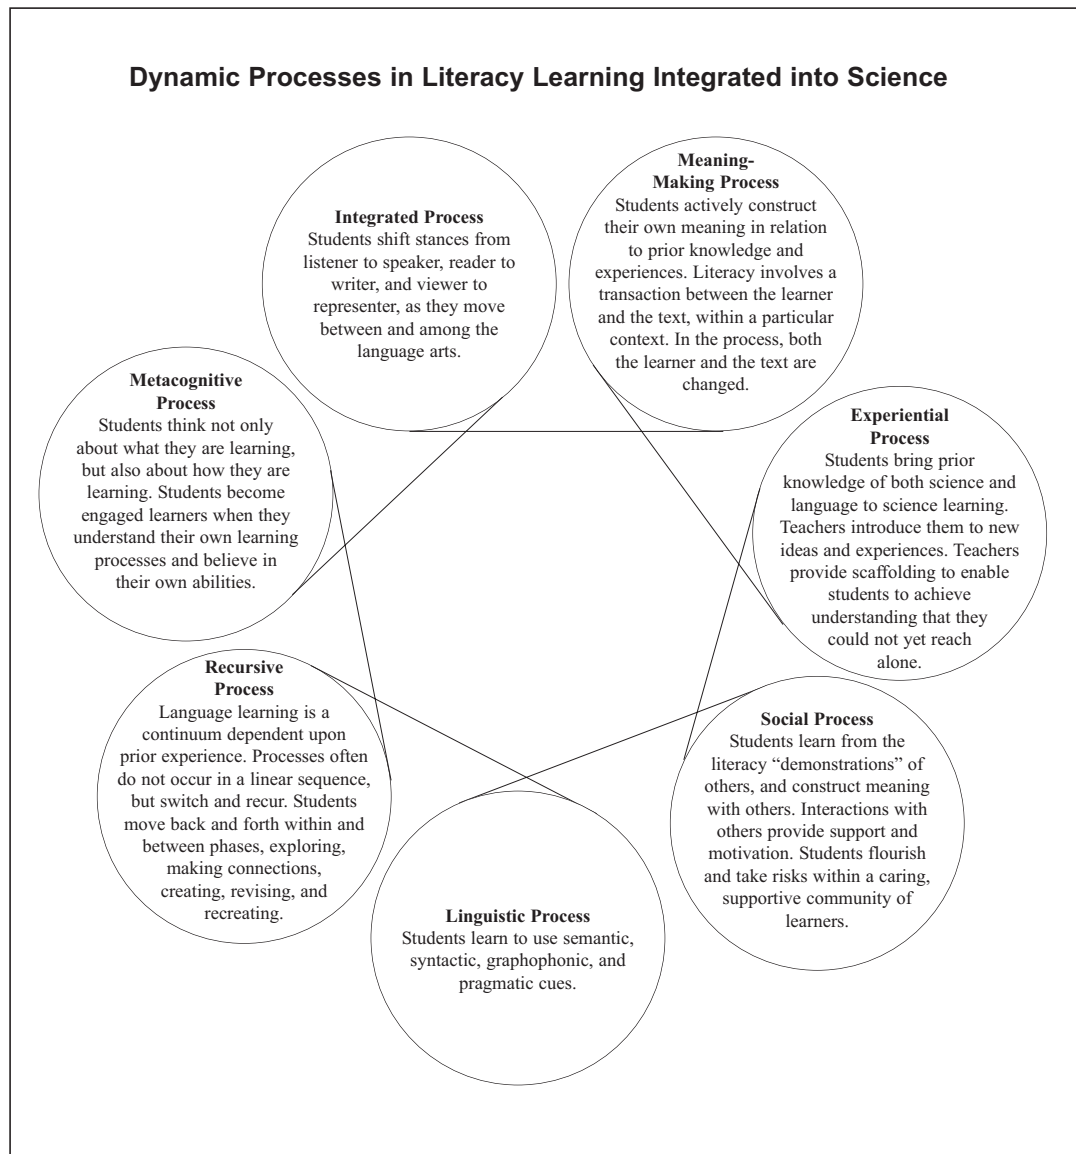 Dynamic Processes in Literacy Learning Integrated into Science
Integrated Process
Students shift stances from
listener to speaker, reader to
writer, and viewer to
representer, as they move
between and among the
language arts.
Meaning-
Making Process
Students actively construct
their own meaning in relation
to prior knowledge and
experiences. Literacy involves a
transaction between the learner
and the text, within a particular
context. In the process, both
the learner and the text are
changed.
Metacognitive
Process
Students think not only
about what they are learning,
but also about how they are
learning. Students become
engaged learners when they
understand their own learning
processes and believe in
their own abilities.
Experiential
Process
Students bring prior
knowledge of both science and
language to science learning.
Teachers introduce them to new
ideas and experiences. Teachers
provide scaffolding to enable
students to achieve
understanding that they
could not yet reach
alone.
Recursive
Process
Language learning is a
continuum dependent upon
prior experience. Processes often
do not occur in a linear sequence,
but switch and recur. Students
move back and forth within and
between phases, exploring,
making connections,
creating, revising, and
recreating.
Social Process
Students learn from the
literacy “demonstrations” of
others, and construct meaning
with others. Interactions with
others provide support and
motivation. Students flourish
and take risks within a caring,
supportive community of
learners.
Linguistic Process
Students learn to use semantic,
syntactic, graphophonic, and
pragmatic cues.